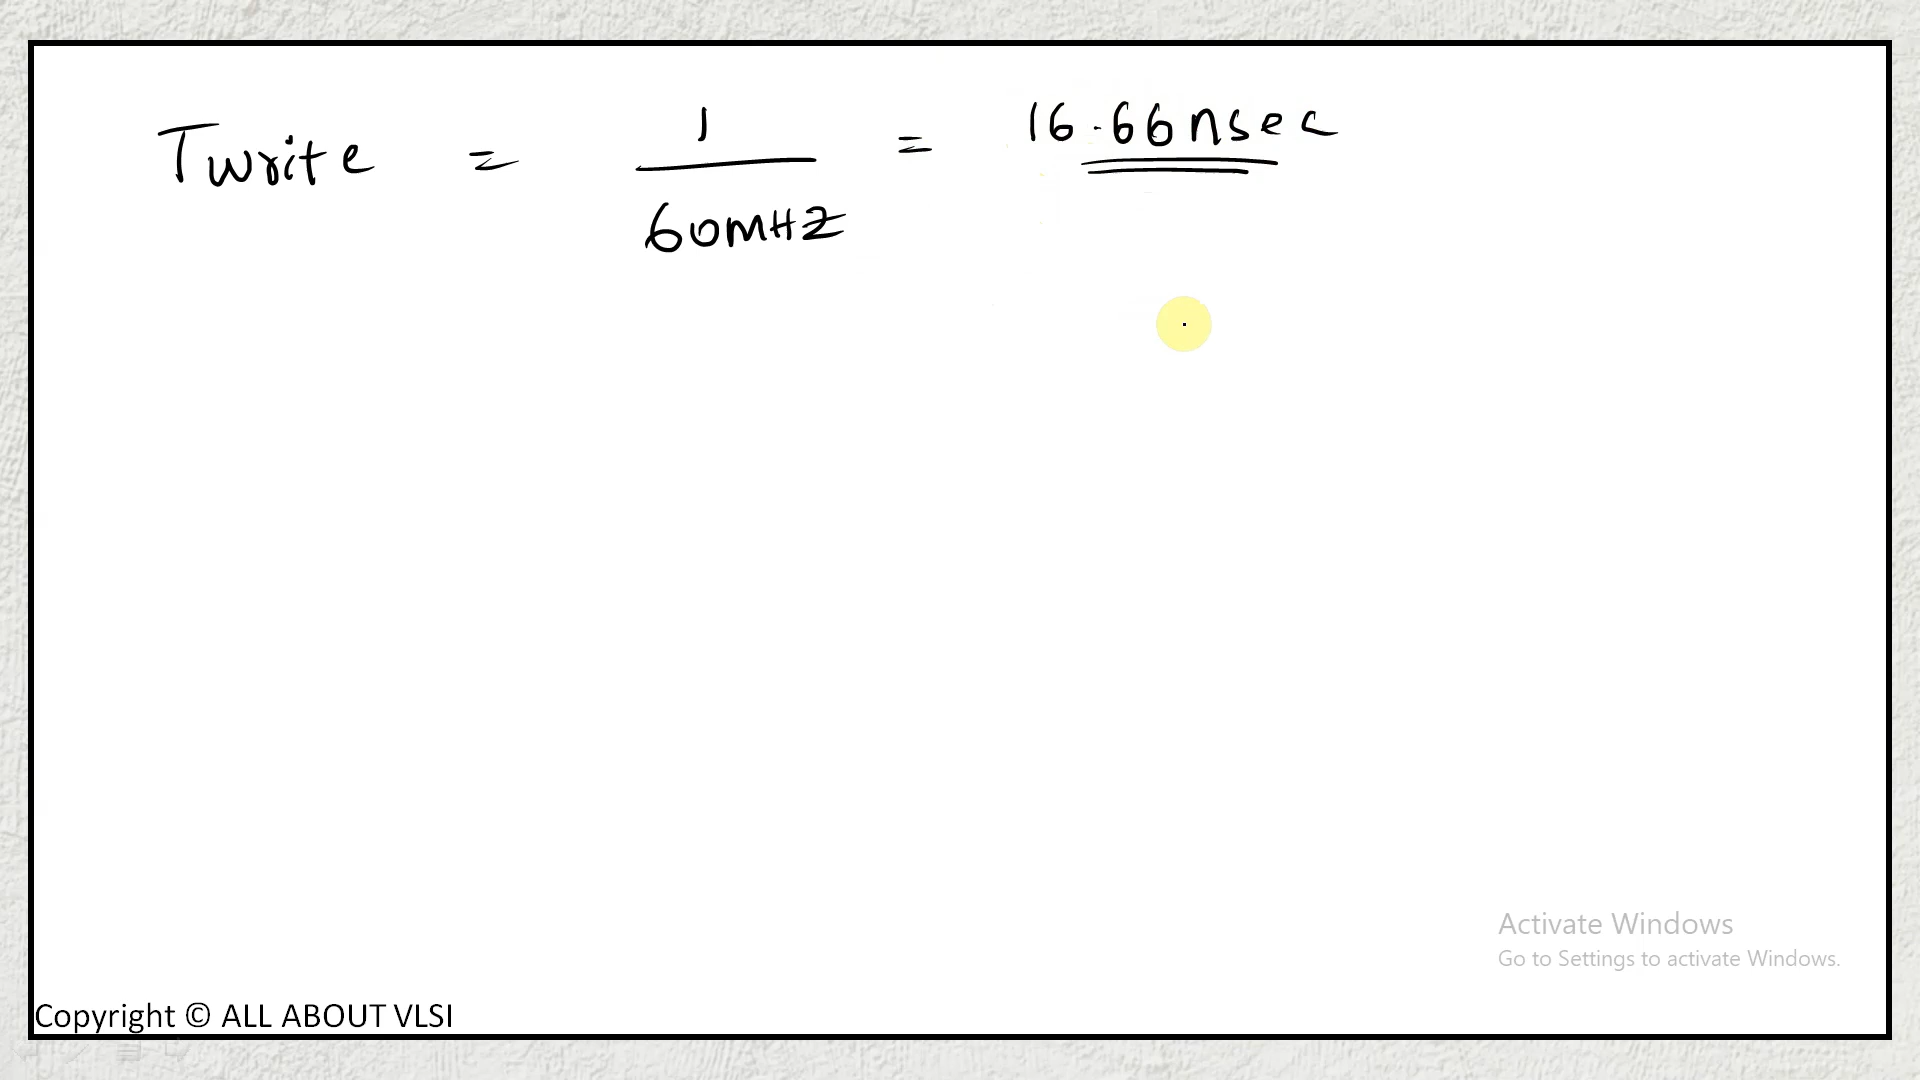 Twrite = 1 / 60MHZ = 16.66nsec
Activate Windows
Go to Settings to activate Windows.
Copyright © ALL ABOUT VLSI